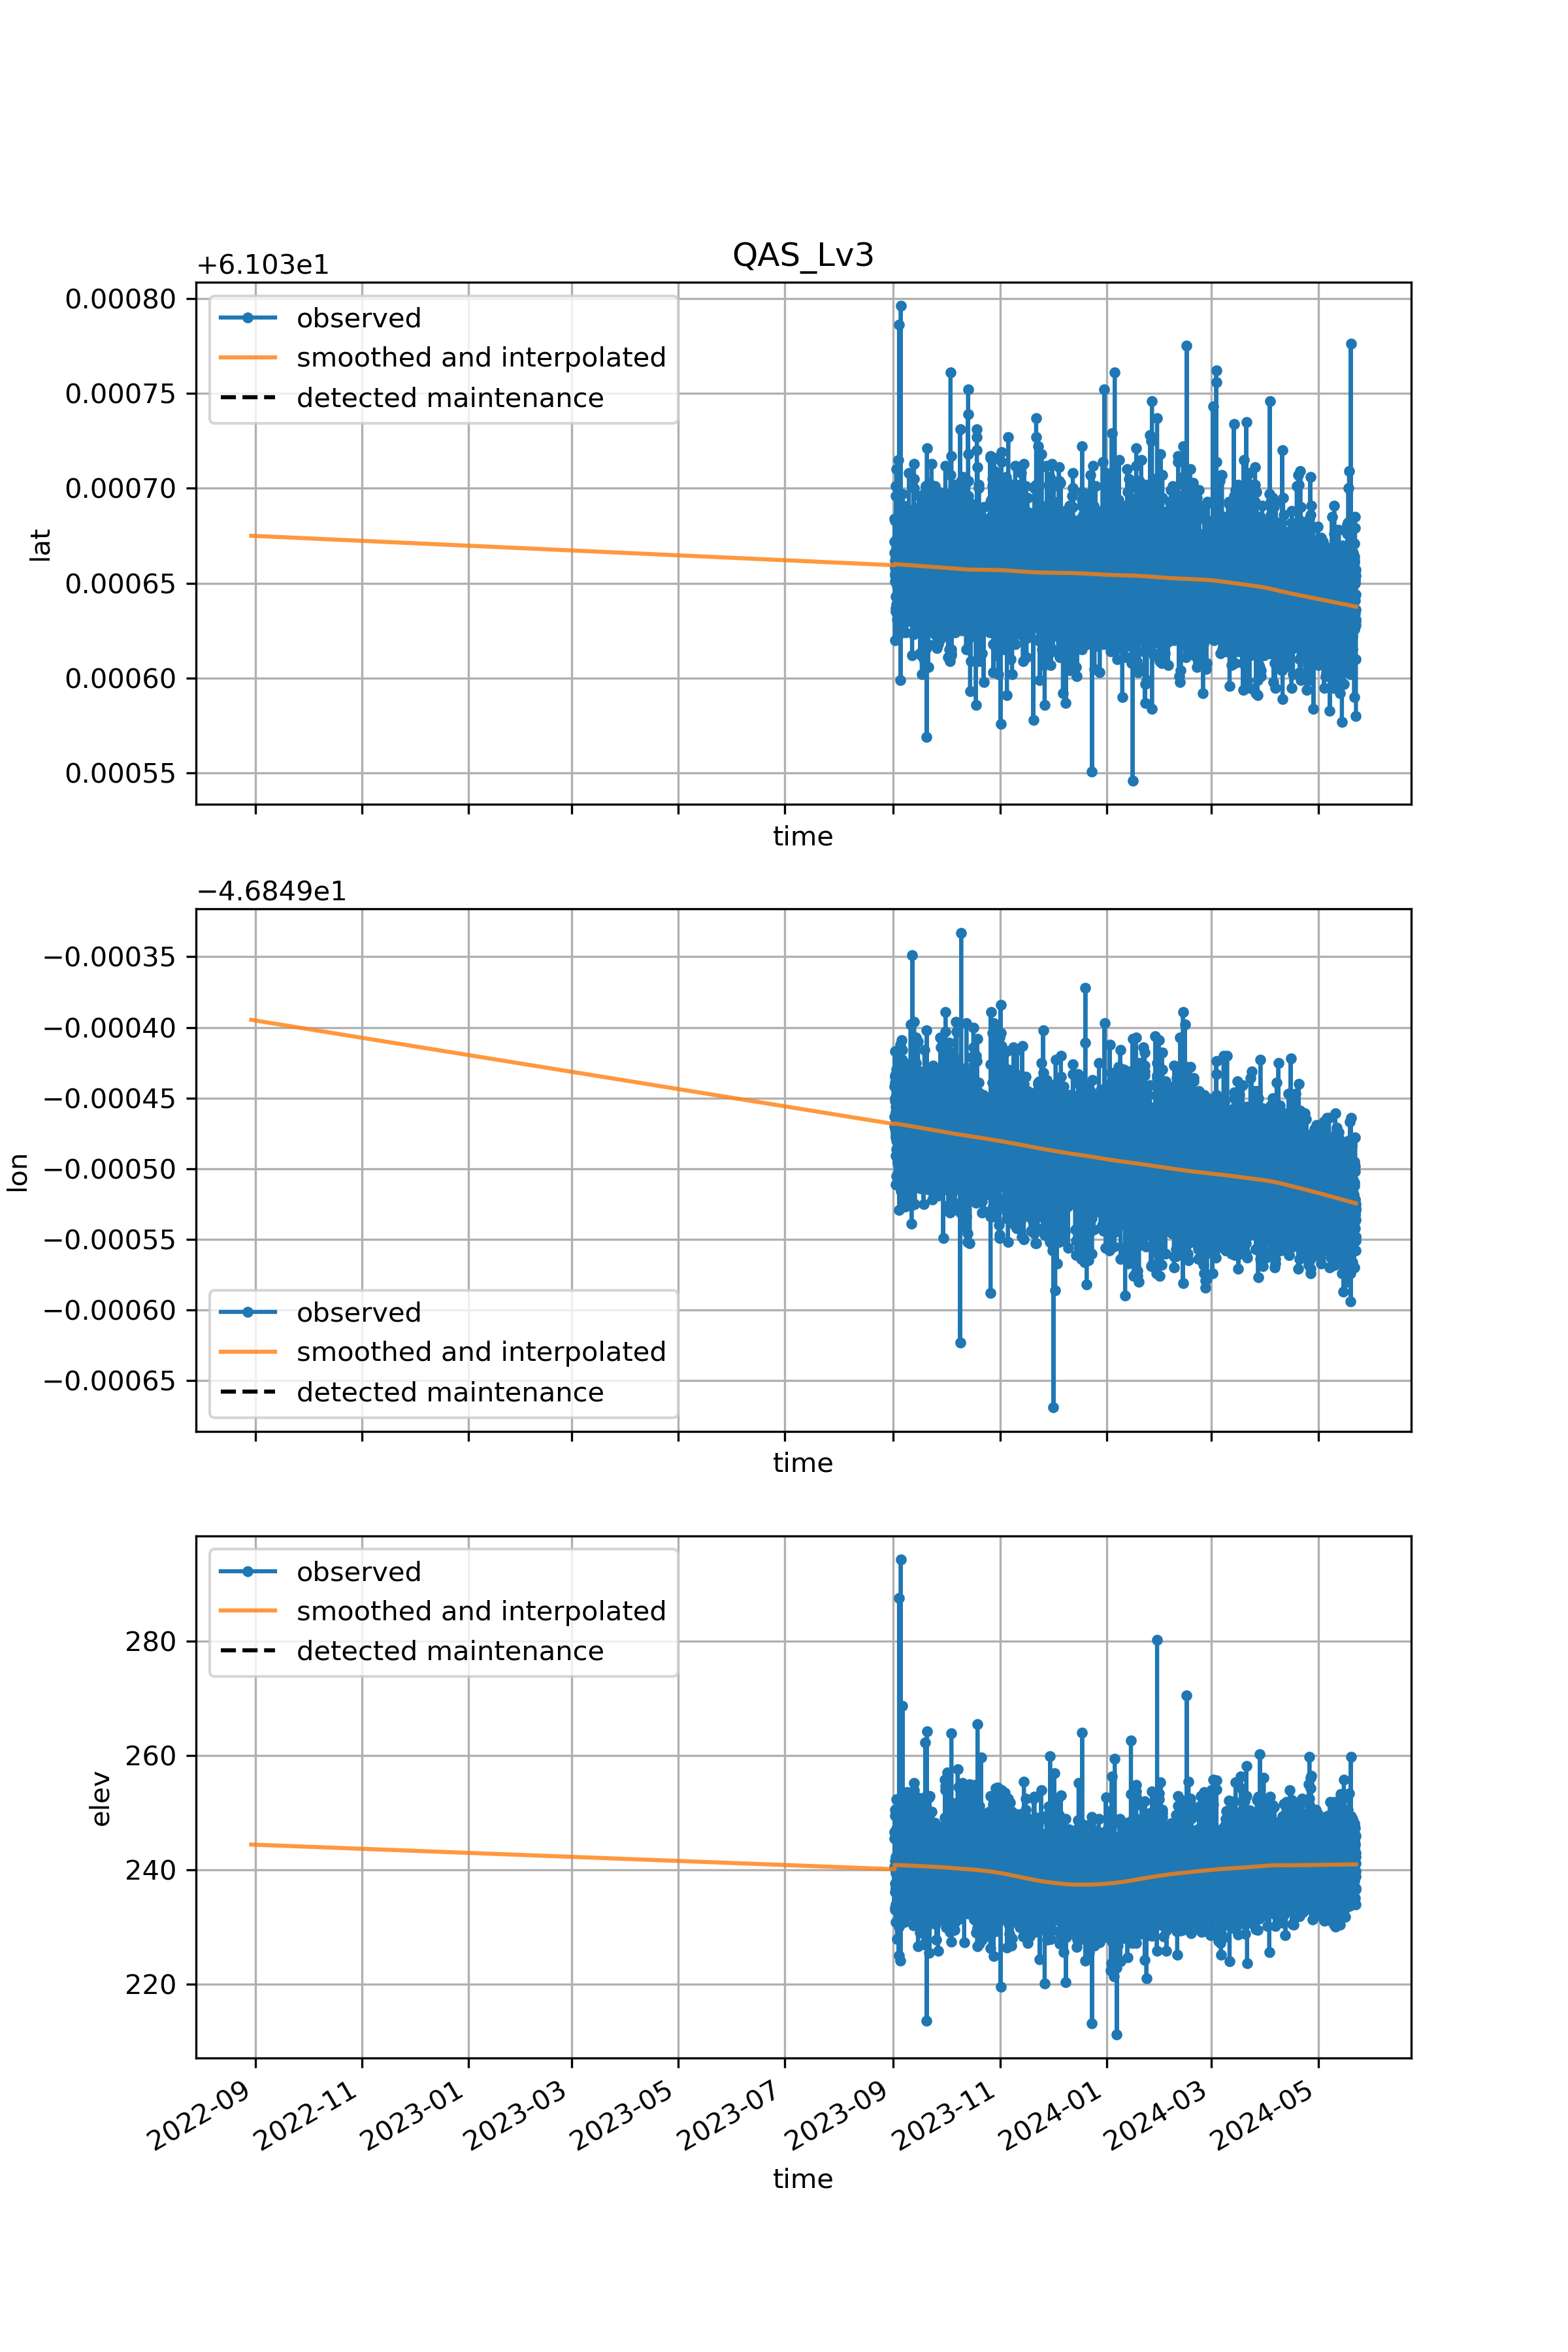 QAS_Lv3
+6.103e1
0.00080
0.00075
0.00070
0.00065
0.00060
0.00055
lat
observed
smoothed and interpolated
detected maintenance
time
−4.6849e1
−0.00035
−0.00040
−0.00045
−0.00050
−0.00055
−0.00060
−0.00065
lon
observed
smoothed and interpolated
detected maintenance
time
280
260
240
220
elev
observed
smoothed and interpolated
detected maintenance
2022-09 2022-11 2023-01 2023-03 2023-05 2023-07 2023-09 2023-11 2024-01 2024-03 2024-05
time